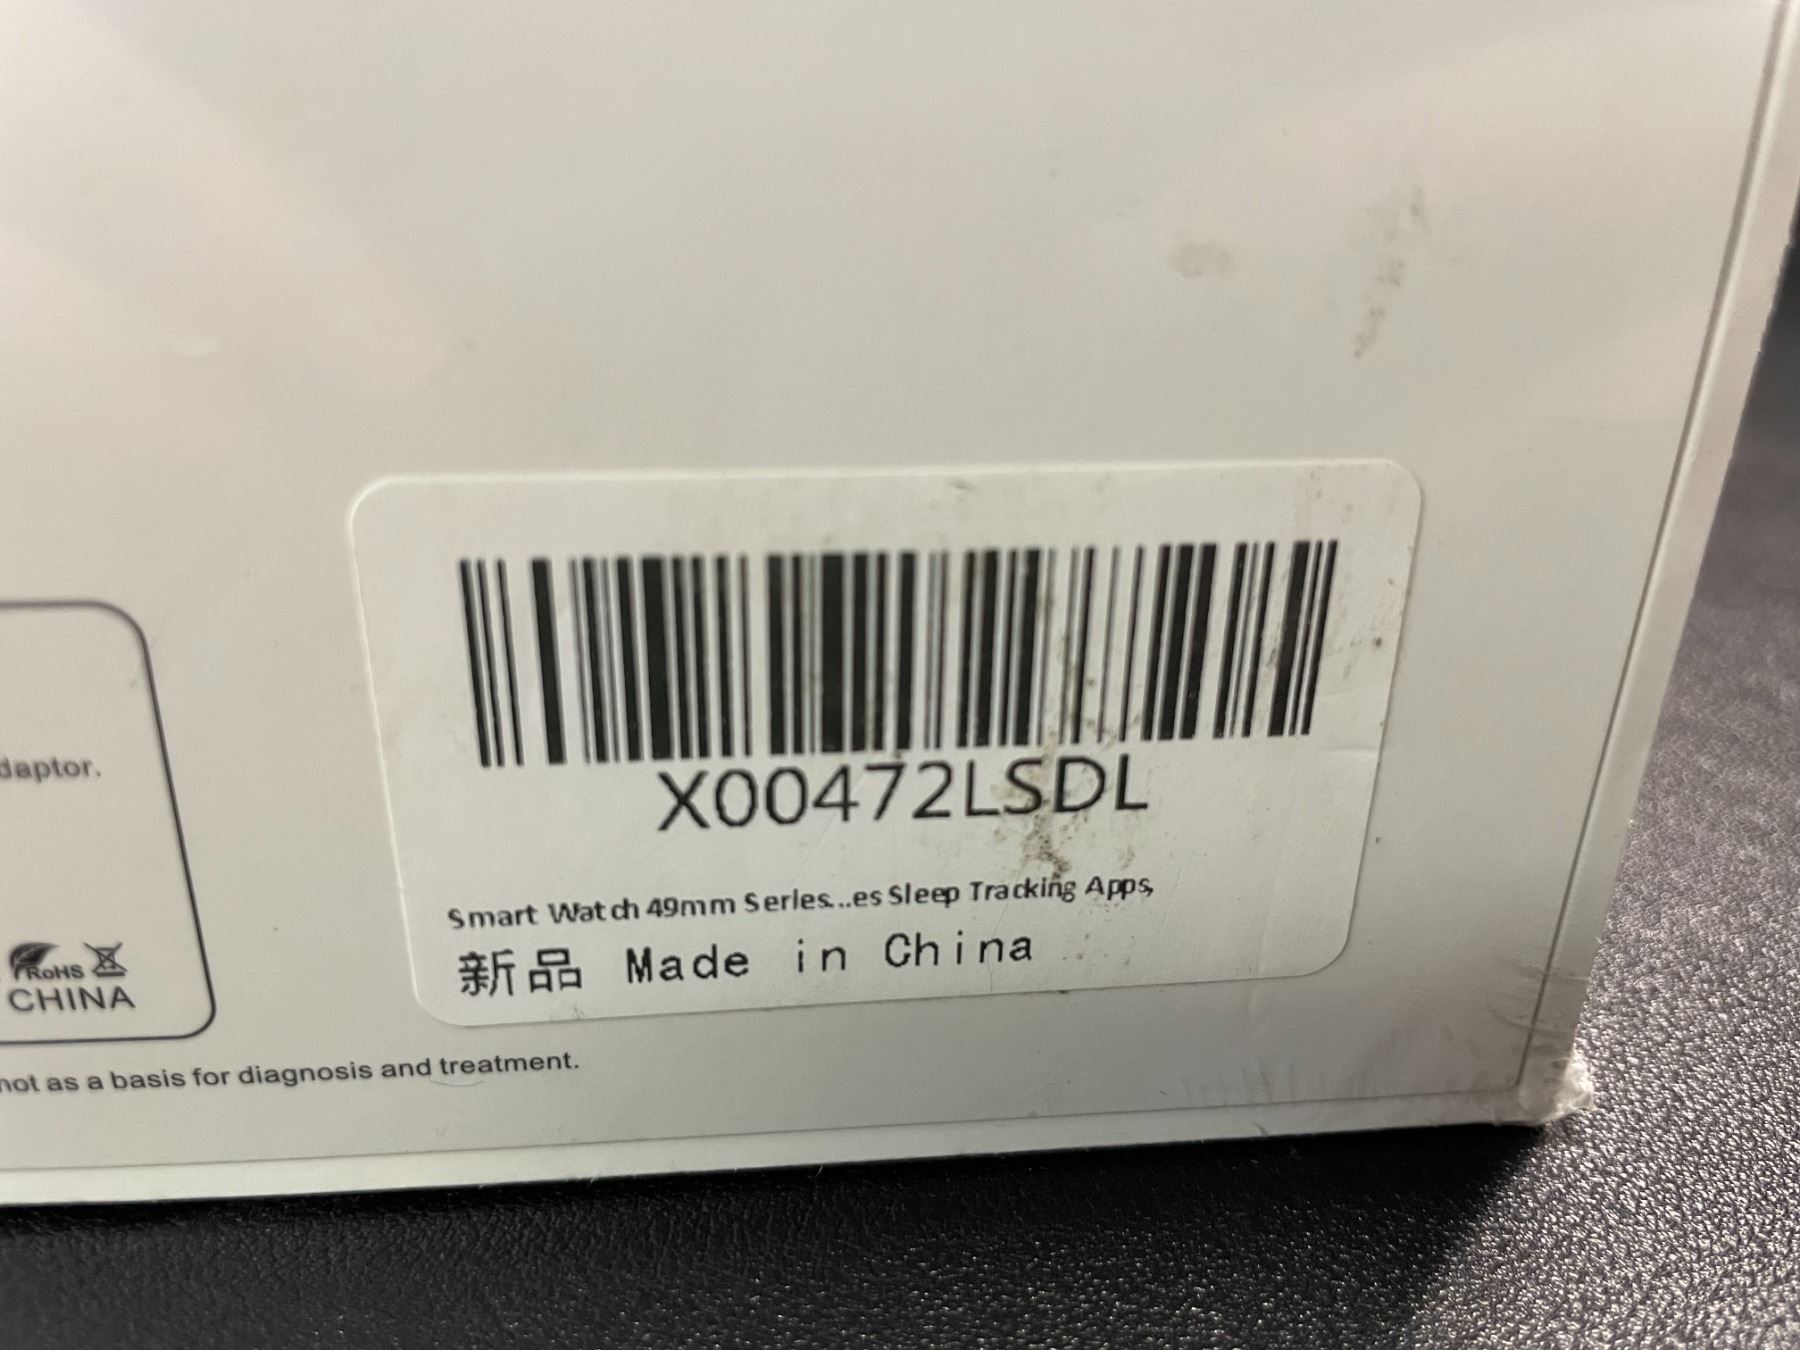 daptor.
RoHS
CHINA
not as a basis for diagnosis and treatment.
X00472LSDL
Smart Watch 49mm Series...es Sleep Tracking Apps,
新品 Made in China